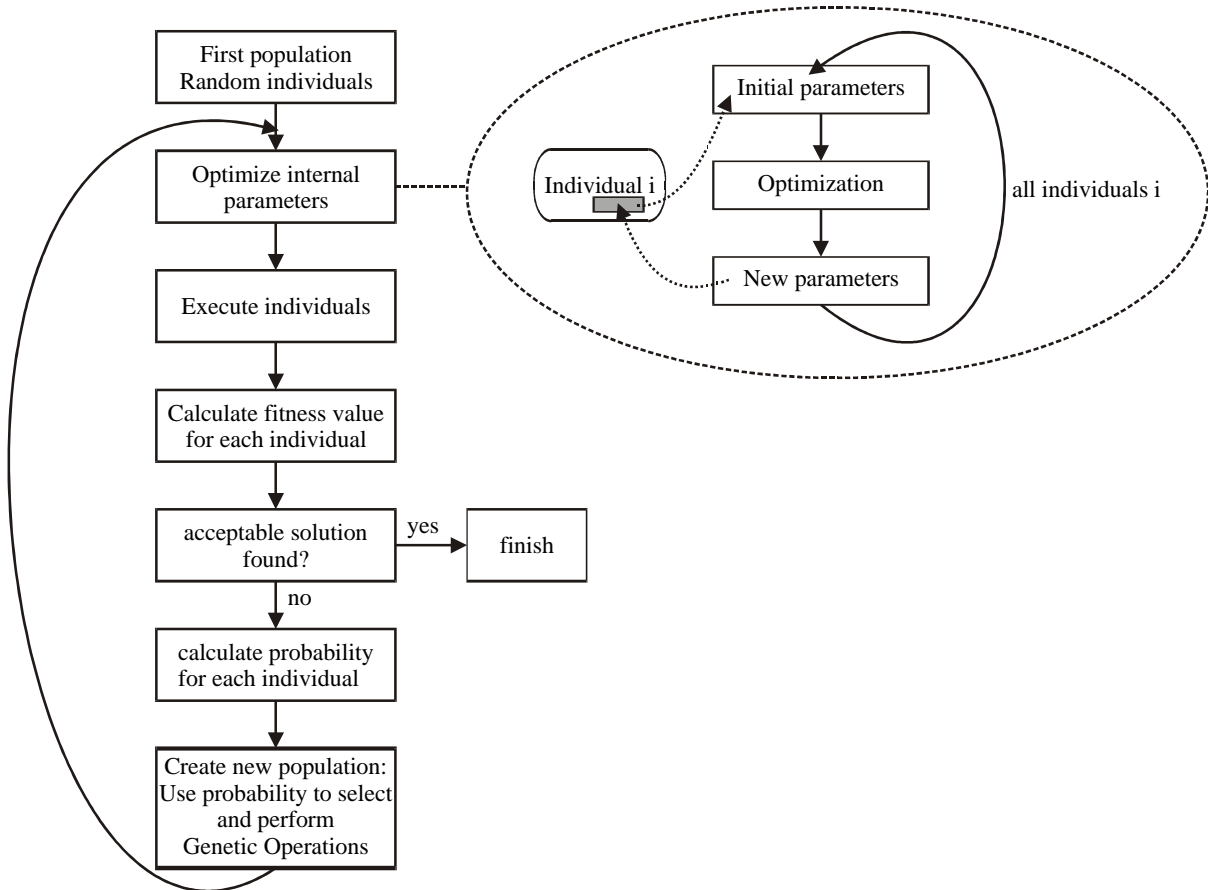 First population
Random individuals
Optimize internal
parameters
Execute individuals
Calculate fitness value
for each individual
acceptable solution
found?
yes
finish
no
calculate probability
for each individual
Create new population:
Use probability to select
and perform
Genetic Operations
Initial parameters
Individual i
Optimization
all individuals i
New parameters